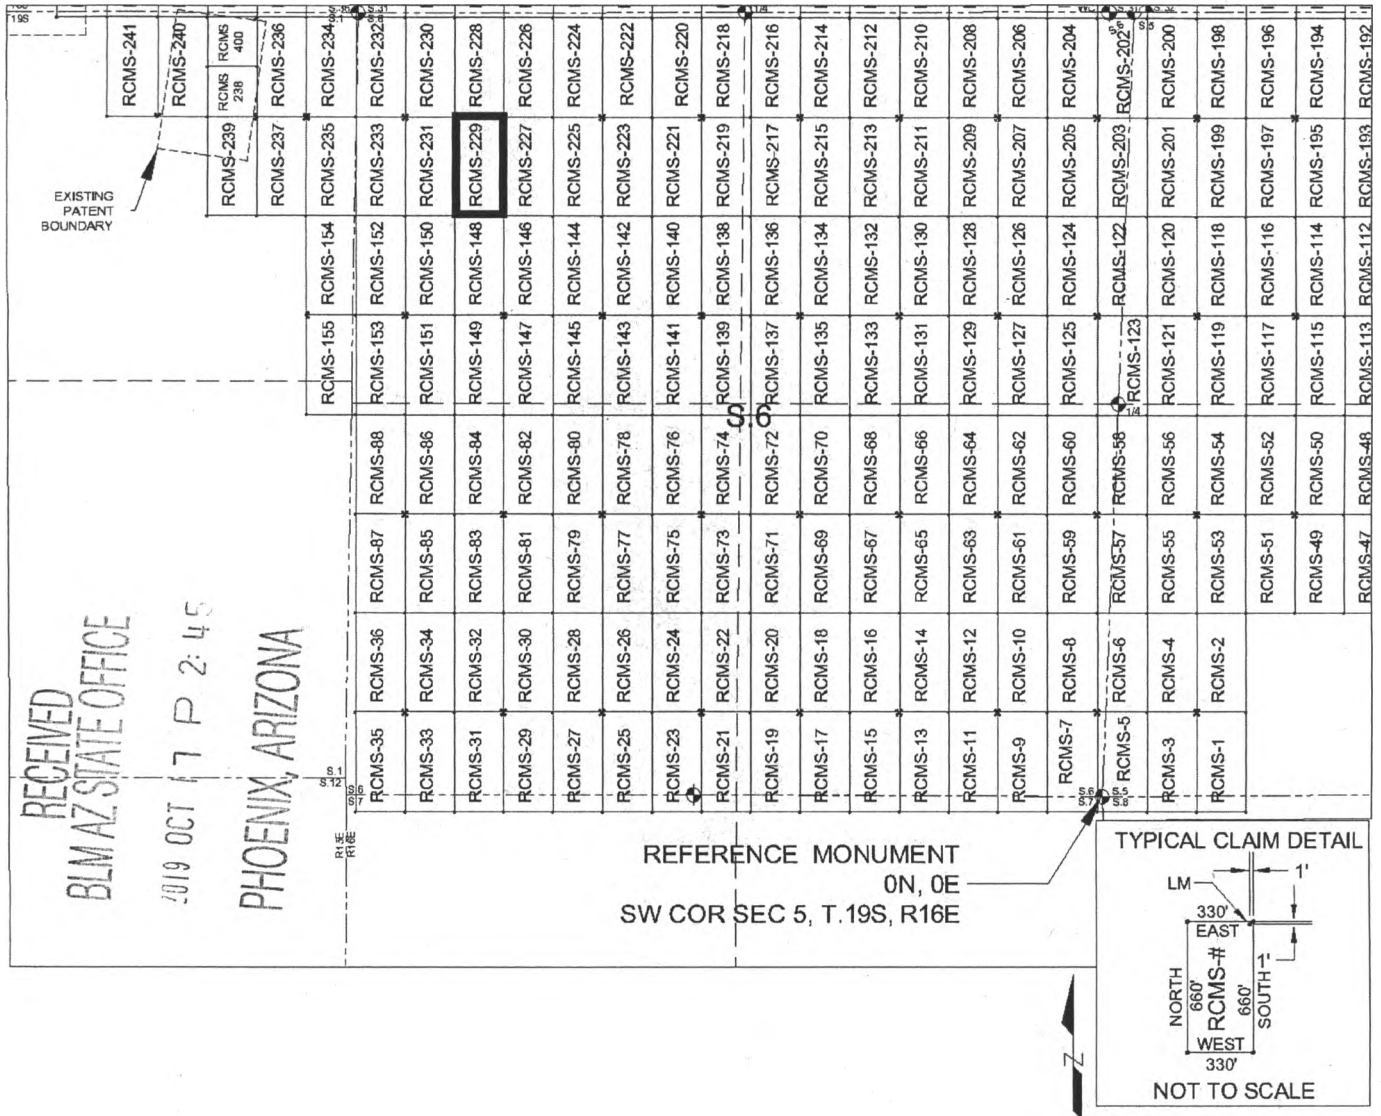 19S
S.1
S.31
S.6
1/4
S.6
S.5
S.32
RCMS-241
RCMS-240
RCMS 400
RCMS 238
RCMS-236
RCMS-234
RCMS-232
RCMS-230
RCMS-228
RCMS-226
RCMS-224
RCMS-222
RCMS-220
RCMS-218
RCMS-216
RCMS-214
RCMS-212
RCMS-210
RCMS-208
RCMS-206
RCMS-204
RCMS-202
RCMS-200
RCMS-198
RCMS-196
RCMS-194
RCMS-192
RCMS-239
RCMS-237
RCMS-235
RCMS-233
RCMS-231
RCMS-229
RCMS-227
RCMS-225
RCMS-223
RCMS-221
RCMS-219
RCMS-217
RCMS-215
RCMS-213
RCMS-211
RCMS-209
RCMS-207
RCMS-205
RCMS-203
RCMS-201
RCMS-199
RCMS-197
RCMS-195
RCMS-193
EXISTING
PATENT
BOUNDARY
RCMS-154
RCMS-152
RCMS-150
RCMS-148
RCMS-146
RCMS-144
RCMS-142
RCMS-140
RCMS-138
RCMS-136
RCMS-134
RCMS-132
RCMS-130
RCMS-128
RCMS-126
RCMS-124
RCMS-122
RCMS-120
RCMS-118
RCMS-116
RCMS-114
RCMS-112
RCMS-155
RCMS-153
RCMS-151
RCMS-149
RCMS-147
RCMS-145
RCMS-143
RCMS-141
RCMS-139
RCMS-137
RCMS-135
RCMS-133
RCMS-131
RCMS-129
RCMS-127
RCMS-125
RCMS-123
RCMS-121
RCMS-119
RCMS-117
RCMS-115
RCMS-113
S.6
1/4
RCMS-88
RCMS-86
RCMS-84
RCMS-82
RCMS-80
RCMS-78
RCMS-76
RCMS-74
RCMS-72
RCMS-70
RCMS-68
RCMS-66
RCMS-64
RCMS-62
RCMS-60
RCMS-58
RCMS-56
RCMS-54
RCMS-52
RCMS-50
RCMS-48
RCMS-87
RCMS-85
RCMS-83
RCMS-81
RCMS-79
RCMS-77
RCMS-75
RCMS-73
RCMS-71
RCMS-69
RCMS-67
RCMS-65
RCMS-63
RCMS-61
RCMS-59
RCMS-57
RCMS-55
RCMS-53
RCMS-51
RCMS-49
RCMS-47
RCMS-36
RCMS-34
RCMS-32
RCMS-30
RCMS-28
RCMS-26
RCMS-24
RCMS-22
RCMS-20
RCMS-18
RCMS-16
RCMS-14
RCMS-12
RCMS-10
RCMS-8
RCMS-6
RCMS-4
RCMS-2
RCMS-35
RCMS-33
RCMS-31
RCMS-29
RCMS-27
RCMS-25
RCMS-23
RCMS-21
RCMS-19
RCMS-17
RCMS-15
RCMS-13
RCMS-11
RCMS-9
RCMS-7
RCMS-5
RCMS-3
RCMS-1
S.1
S.12
S.6
S.7
S.6
S.5
S.7
S.8
R15E
R16E
RECEIVED
BLM AZ STATE OFFICE
2019 OCT 17 P 2:45
PHOENIX, ARIZONA
REFERENCE MONUMENT
0N, 0E
SW COR SEC 5, T.19S, R16E
TYPICAL CLAIM DETAIL
LM
1'
330'
EAST
NORTH
660'
RCMS-#
660'
SOUTH
1'
WEST
330'
NOT TO SCALE
N